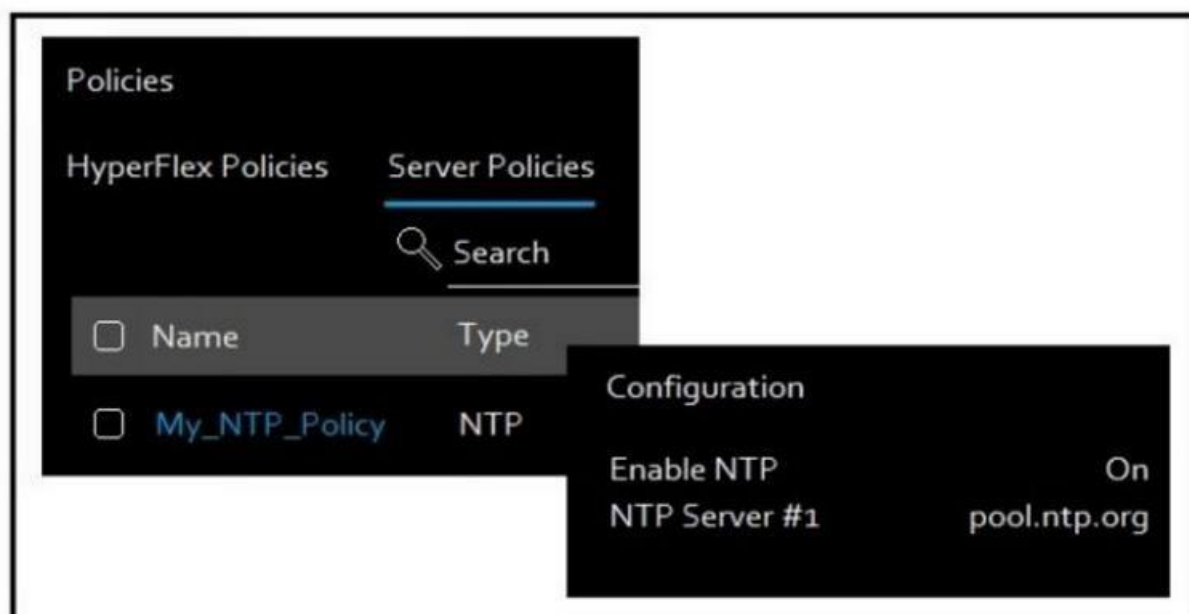 Policies
HyperFlex Policies Server Policies
Search
Name Type
My_NTP_Policy NTP
Configuration
Enable NTP On
NTP Server #1 pool.ntp.org